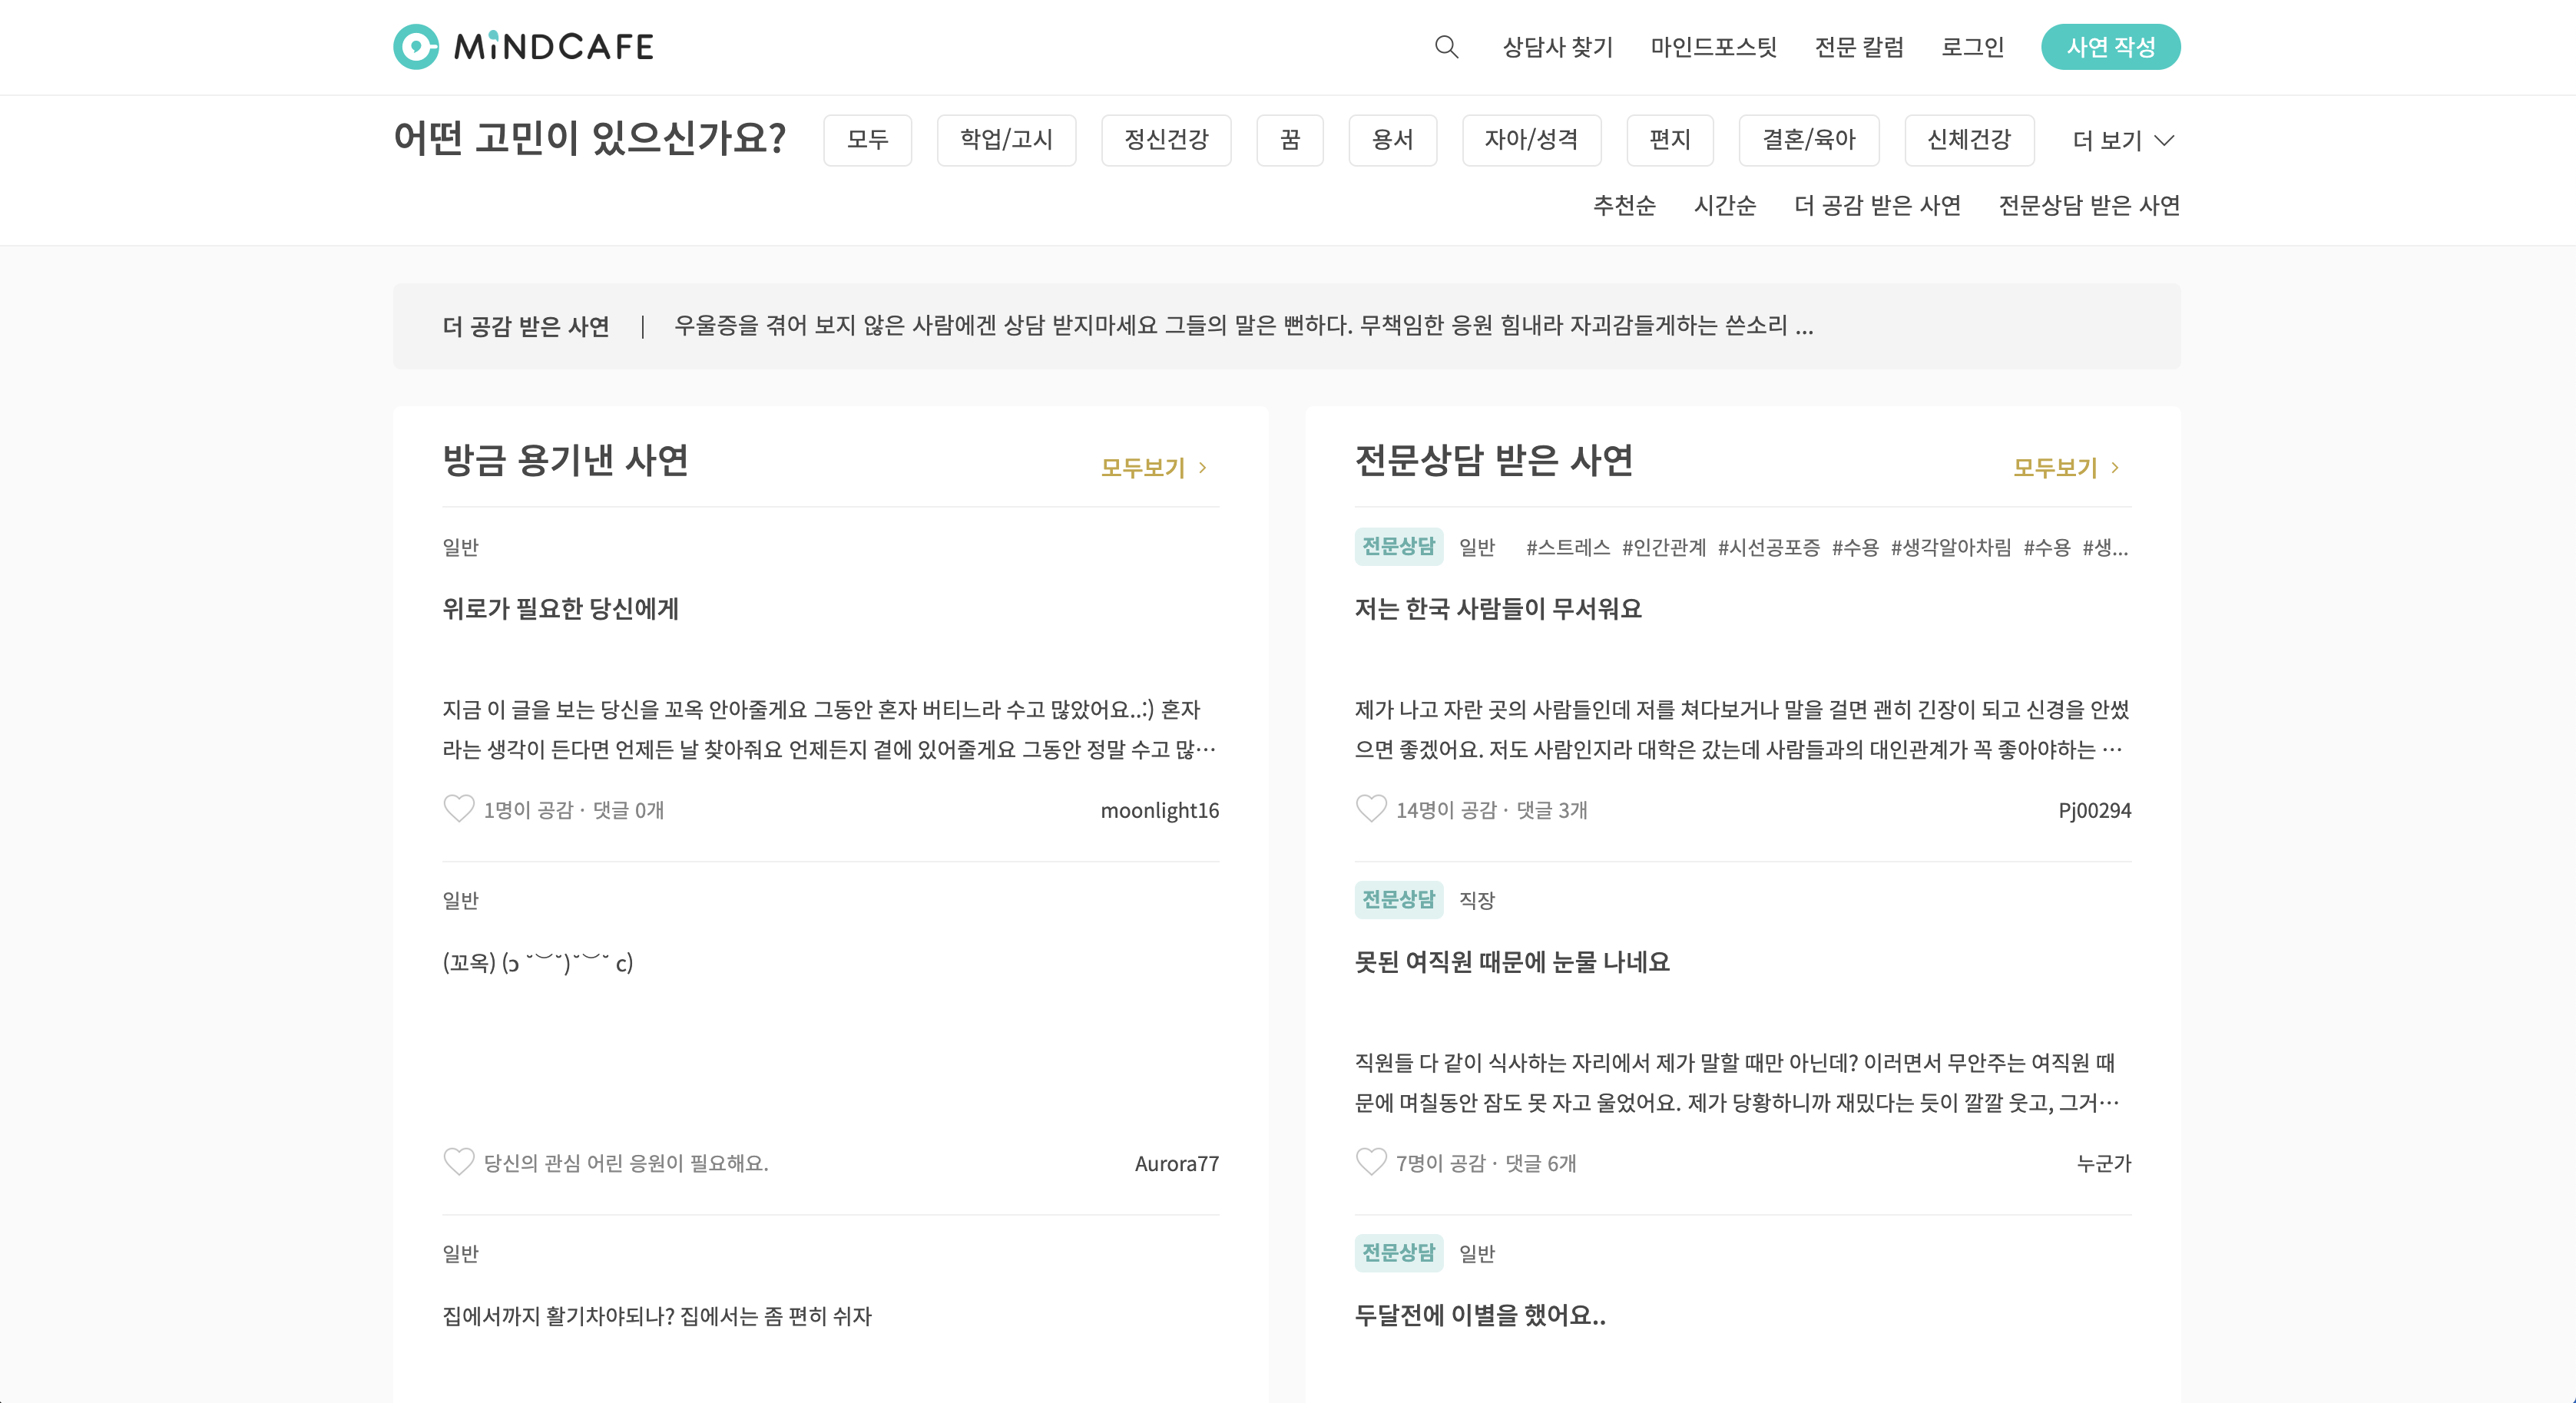 MINDCAFE
상담사 찾기 마인드포스팃 전문 칼럼 로그인 사연 작성
어떤 고민이 있으신가요? 모두 학업/고시 정신건강 꿈 용서 자아/성격 편지 결혼/육아 신체건강 더 보기
추천순 시간순 더 공감 받은 사연 전문상담 받은 사연
더 공감 받은 사연 | 우울증을 겪어 보지 않은 사람에겐 상담 받지마세요 그들의 말은 뻔하다. 무책임한 응원 힘내라 자괴감들게하는 쓴소리 ...
방금 용기낸 사연 모두보기 >
일반
위로가 필요한 당신에게
지금 이 글을 보는 당신을 꼬옥 안아줄게요 그동안 혼자 버티느라 수고 많았어요..:) 혼자
라는 생각이 든다면 언제든 날 찾아줘요 언제든지 곁에 있어줄게요 그동안 정말 수고 많…
1명이 공감 · 댓글 0개 moonlight16
일반
(꼬옥) (ɔ ˘⌣˘)˘⌣˘ c)
당신의 관심 어린 응원이 필요해요. Aurora77
일반
집에서까지 활기차야되나? 집에서는 좀 편히 쉬자
전문상담 받은 사연 모두보기 >
전문상담 일반 #스트레스 #인간관계 #시선공포증 #수용 #생각알아차림 #수용 #생...
저는 한국 사람들이 무서워요
제가 나고 자란 곳의 사람들인데 저를 쳐다보거나 말을 걸면 괜히 긴장이 되고 신경을 안썼
으면 좋겠어요. 저도 사람인지라 대학은 갔는데 사람들과의 대인관계가 꼭 좋아야하는 …
14명이 공감 · 댓글 3개 Pj00294
전문상담 직장
못된 여직원 때문에 눈물 나네요
직원들 다 같이 식사하는 자리에서 제가 말할 때만 아닌데? 이러면서 무안주는 여직원 때
문에 며칠동안 잠도 못 자고 울었어요. 제가 당황하니까 재밌다는 듯이 깔깔 웃고, 그거…
7명이 공감 · 댓글 6개 누군가
전문상담 일반
두달전에 이별을 했어요..